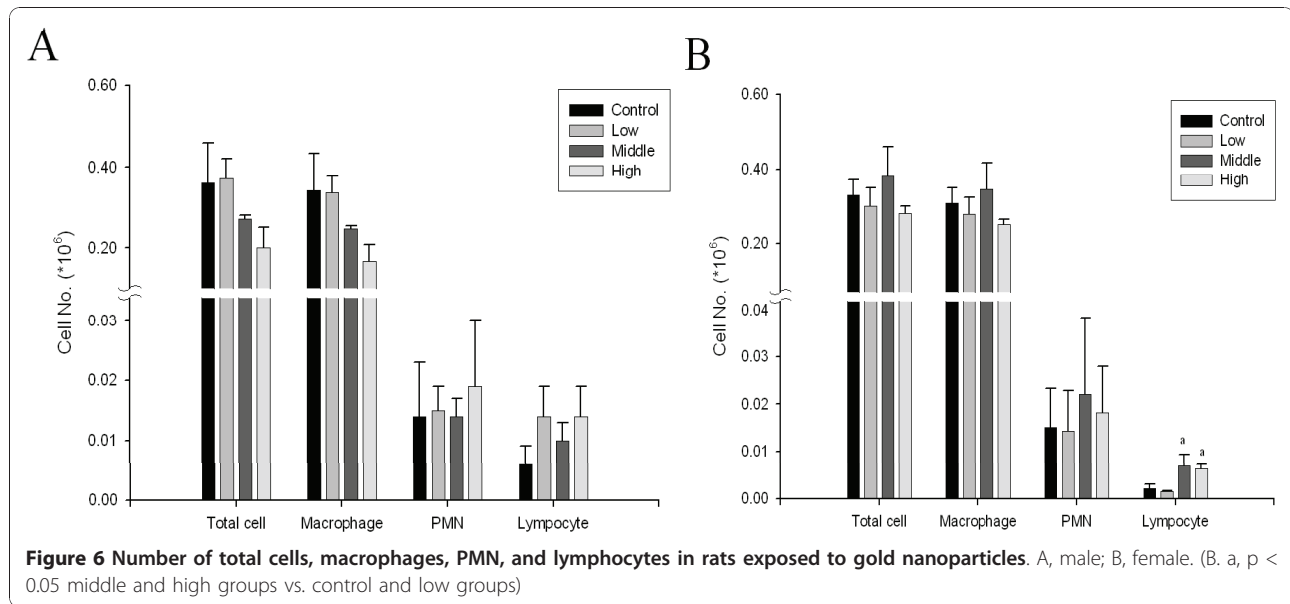 A
0.60
0.40
0.20
0.03
0.02
0.01
0.00
Cell No. (*10⁶)
Control
Low
Middle
High
Total cell
Macrophage
PMN
Lympocyte
B
0.60
0.40
0.20
0.04
0.03
0.02
0.01
0.00
Cell No. (*10⁶)
Control
Low
Middle
High
a
a
Total cell
Macrophage
PMN
Lympocyte
Figure 6 Number of total cells, macrophages, PMN, and lymphocytes in rats exposed to gold nanoparticles. A, male; B, female. (B. a, p <
0.05 middle and high groups vs. control and low groups)